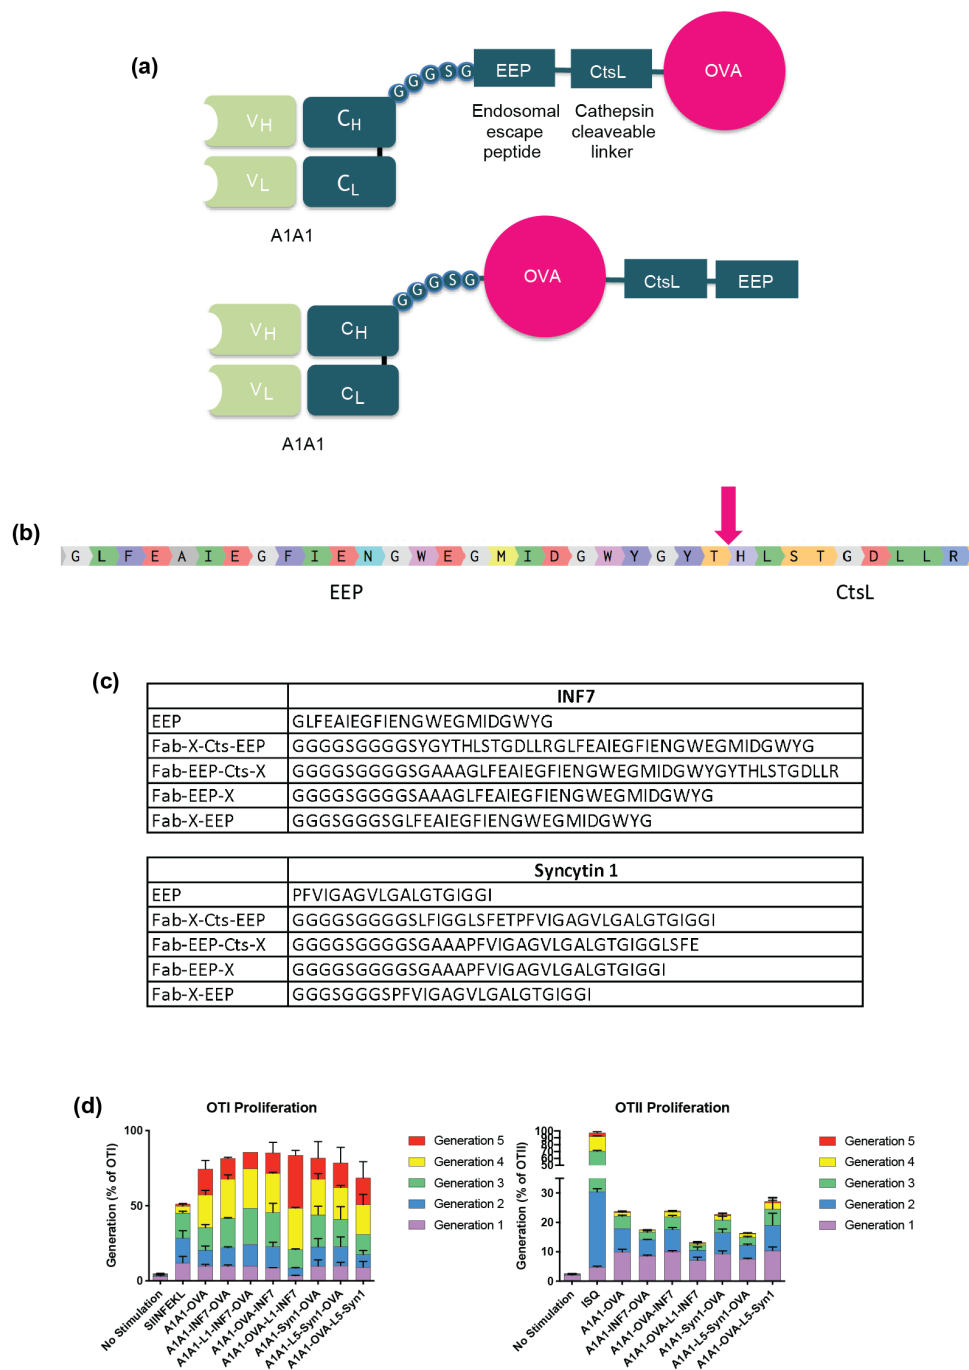 (a)
G G G S G
EEP
CtsL
OVA
Endosomal
escape
peptide
Cathepsin
cleaveable
linker
VH
CH
VL
CL
A1A1
G G G S G
OVA
CtsL
EEP
VH
CH
VL
CL
A1A1
(b)
G L F E A I E G F I E N G W E G M I D G W Y G Y T H L S T G D L L R
EEP
CtsL
(c)
INF7
EEP GLFEAIEGFIENGWEGMIDGWYG
Fab-X-Cts-EEP GGGGSGGGGSYGYTHLSTGDLLRGLFEAIEGFIENGWEGMIDGWYG
Fab-EEP-Cts-X GGGGSGGGGSGAAAGLFEAIEGFIENGWEGMIDGWYGYTHLSTGDLLR
Fab-EEP-X GGGGSGGGGSAAAGLFEAIEGFIENGWEGMIDGWYG
Fab-X-EEP GGGSGGGSGLFEAIEGFIENGWEGMIDGWYG
Syncytin 1
EEP PFVIGAGVLGALGTGIGGI
Fab-X-Cts-EEP GGGGSGGGGSLFIGGLSFETPFVIGAGVLGALGTGIGGI
Fab-EEP-Cts-X GGGGSGGGGSGAAAPFVIGAGVLGALGTGIGGLSFE
Fab-EEP-X GGGGSGGGGSGAAAPFVIGAGVLGALGTGIGGI
Fab-X-EEP GGGSGGGSPFVIGAGVLGALGTGIGGI
(d)
OTI Proliferation
Generation (% of OTI)
100
50
0
Generation 5
Generation 4
Generation 3
Generation 2
Generation 1
No Stimulation
SIINFEKL
A1A1-OVA
A1A1-INF7-OVA
A1A1-L1-INF7-OVA
A1A1-OVA-INF7
A1A1-OVA-L1-INF7
A1A1-Syn1-OVA
A1A1-L5-Syn1-OVA
A1A1-OVA-L5-Syn1
OTII Proliferation
Generation (% of OTII)
100
90
80
70
60
50
30
20
10
0
Generation 5
Generation 4
Generation 3
Generation 2
Generation 1
No Stimulation
ISQ
A1A1-OVA
A1A1-INF7-OVA
A1A1-OVA-INF7
A1A1-OVA-L1-INF7
A1A1-Syn1-OVA
A1A1-L5-Syn1-OVA
A1A1-OVA-L5-Syn1